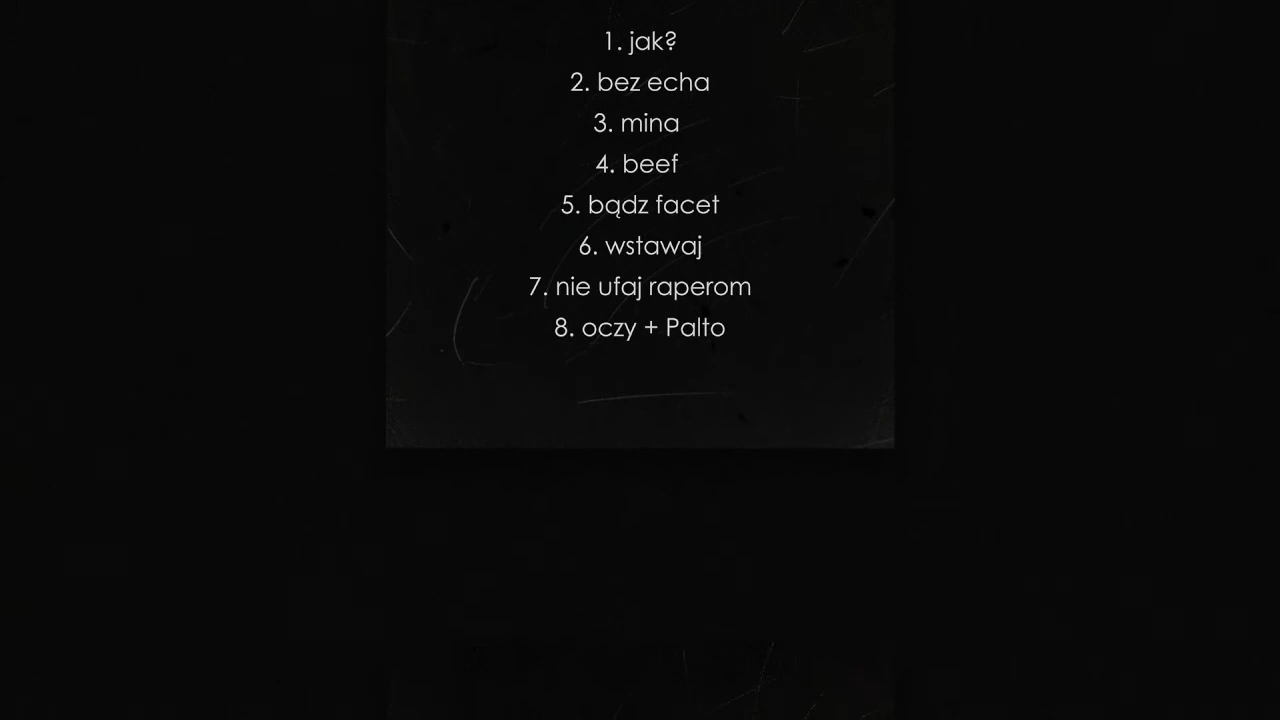 1. jak?
2. bez echa
3. mina
4. beef
5. bądz facet
6. wstawaj
7. nie ufaj raperom
8. oczy + Palto